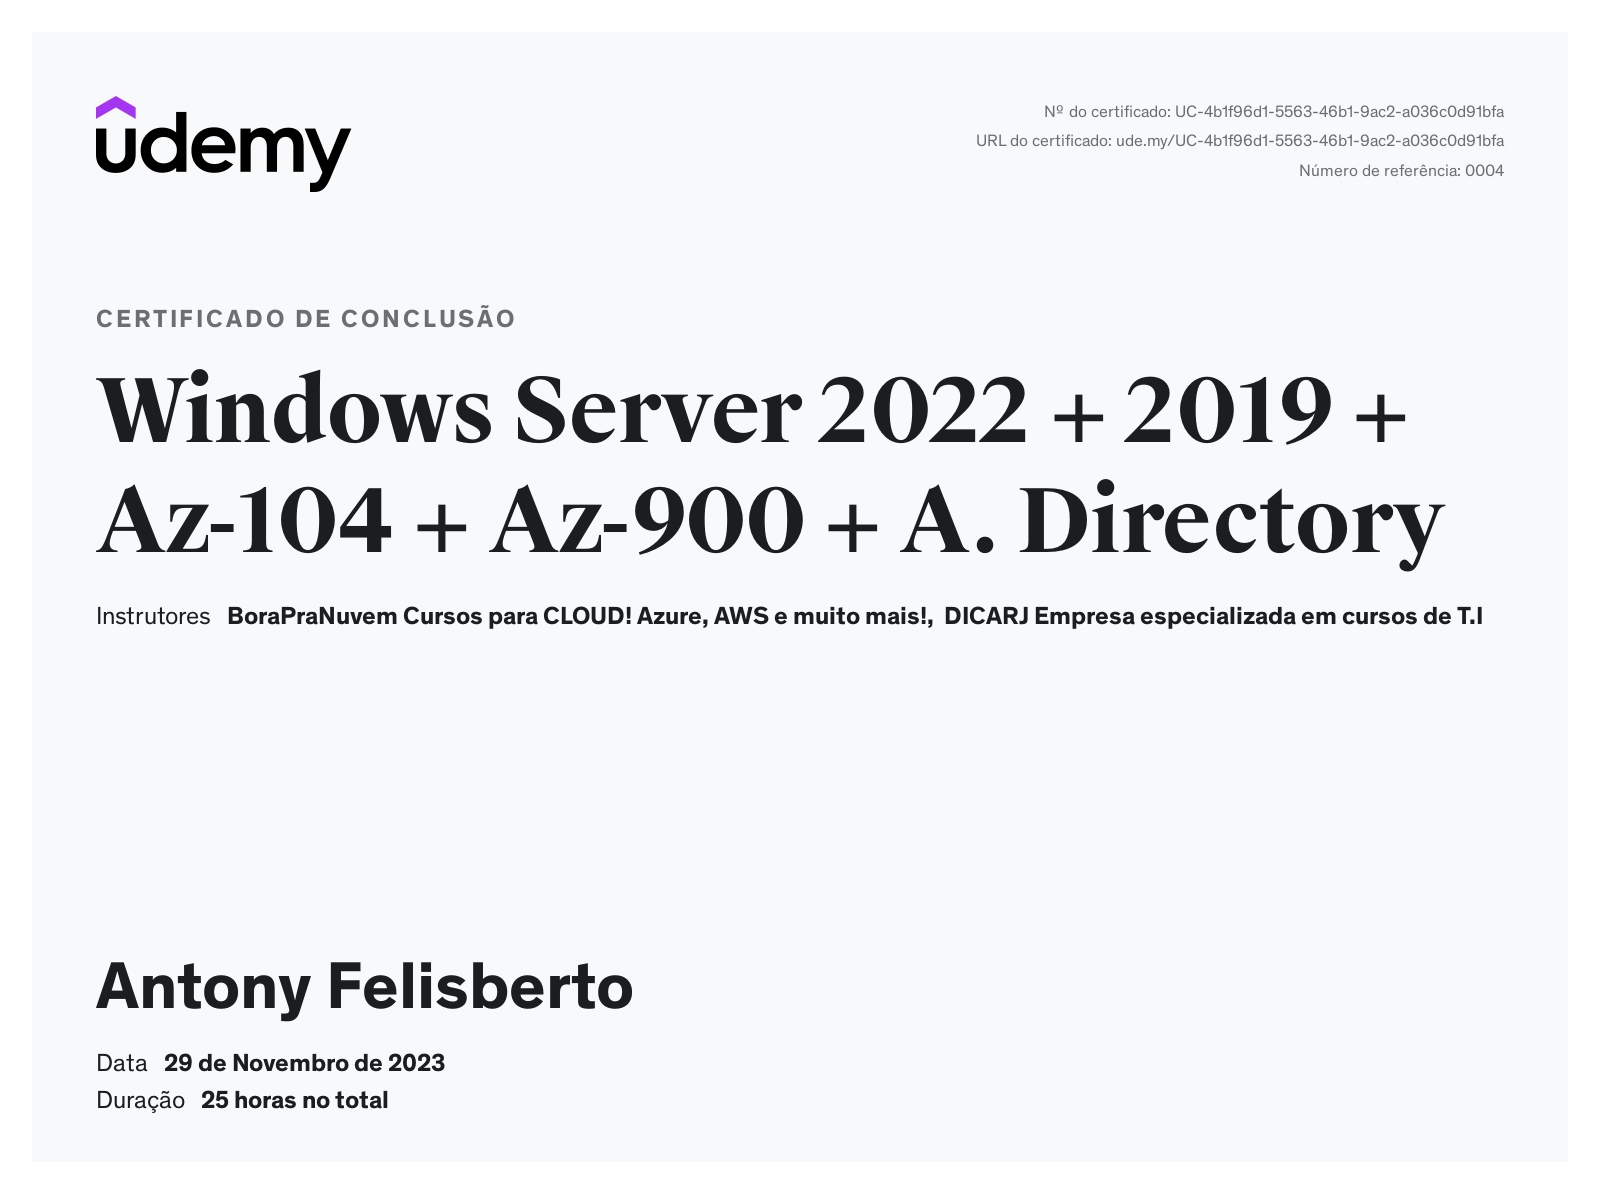 udemy
Nº do certificado: UC-4b1f96d1-5563-46b1-9ac2-a036c0d91bfa
URL do certificado: ude.my/UC-4b1f96d1-5563-46b1-9ac2-a036c0d91bfa
Número de referência: 0004
CERTIFICADO DE CONCLUSÃO
Windows Server 2022 + 2019 +
Az-104 + Az-900 + A. Directory
Instrutores BoraPraNuvem Cursos para CLOUD! Azure, AWS e muito mais!, DICARJ Empresa especializada em cursos de T.I
Antony Felisberto
Data 29 de Novembro de 2023
Duração 25 horas no total